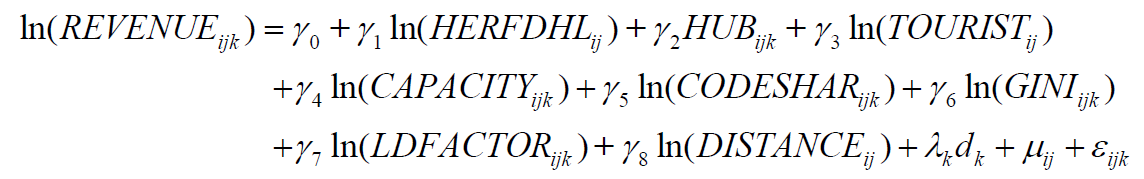 ln(REVENUE_ijk) = γ_0 + γ_1 ln(HERFDHL_ij) + γ_2 HUB_ijk + γ_3 ln(TOURIST_ij)
+γ_4 ln(CAPACITY_ijk) + γ_5 ln(CODESHAR_ijk) + γ_6 ln(GINI_ijk)
+γ_7 ln(LDFACTOR_ijk) + γ_8 ln(DISTANCE_ij) + λ_k d_k + μ_ij + ε_ijk